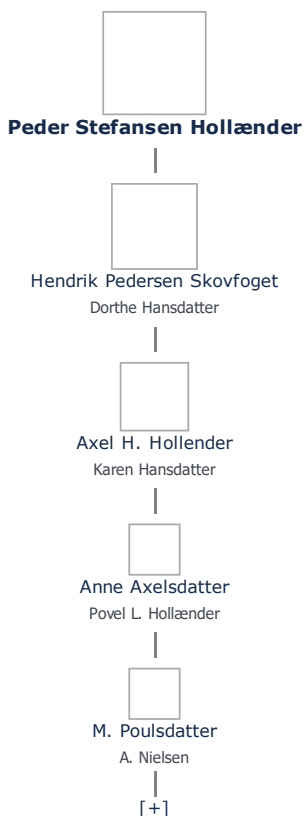 Peder Stefansen Hollænder
Hendrik Pedersen Skovfoget
Dorthe Hansdatter
Axel H. Hollender
Karen Hansdatter
Anne Axelsdatter
Povel L. Hollænder
M. Poulsdatter
A. Nielsen
[+]